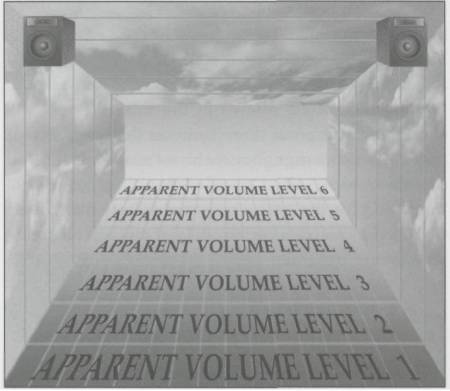 APPARENT VOLUME LEVEL 6
APPARENT VOLUME LEVEL 5
APPARENT VOLUME LEVEL 4
APPARENT VOLUME LEVEL 3
APPARENT VOLUME LEVEL 2
APPARENT VOLUME LEVEL 1